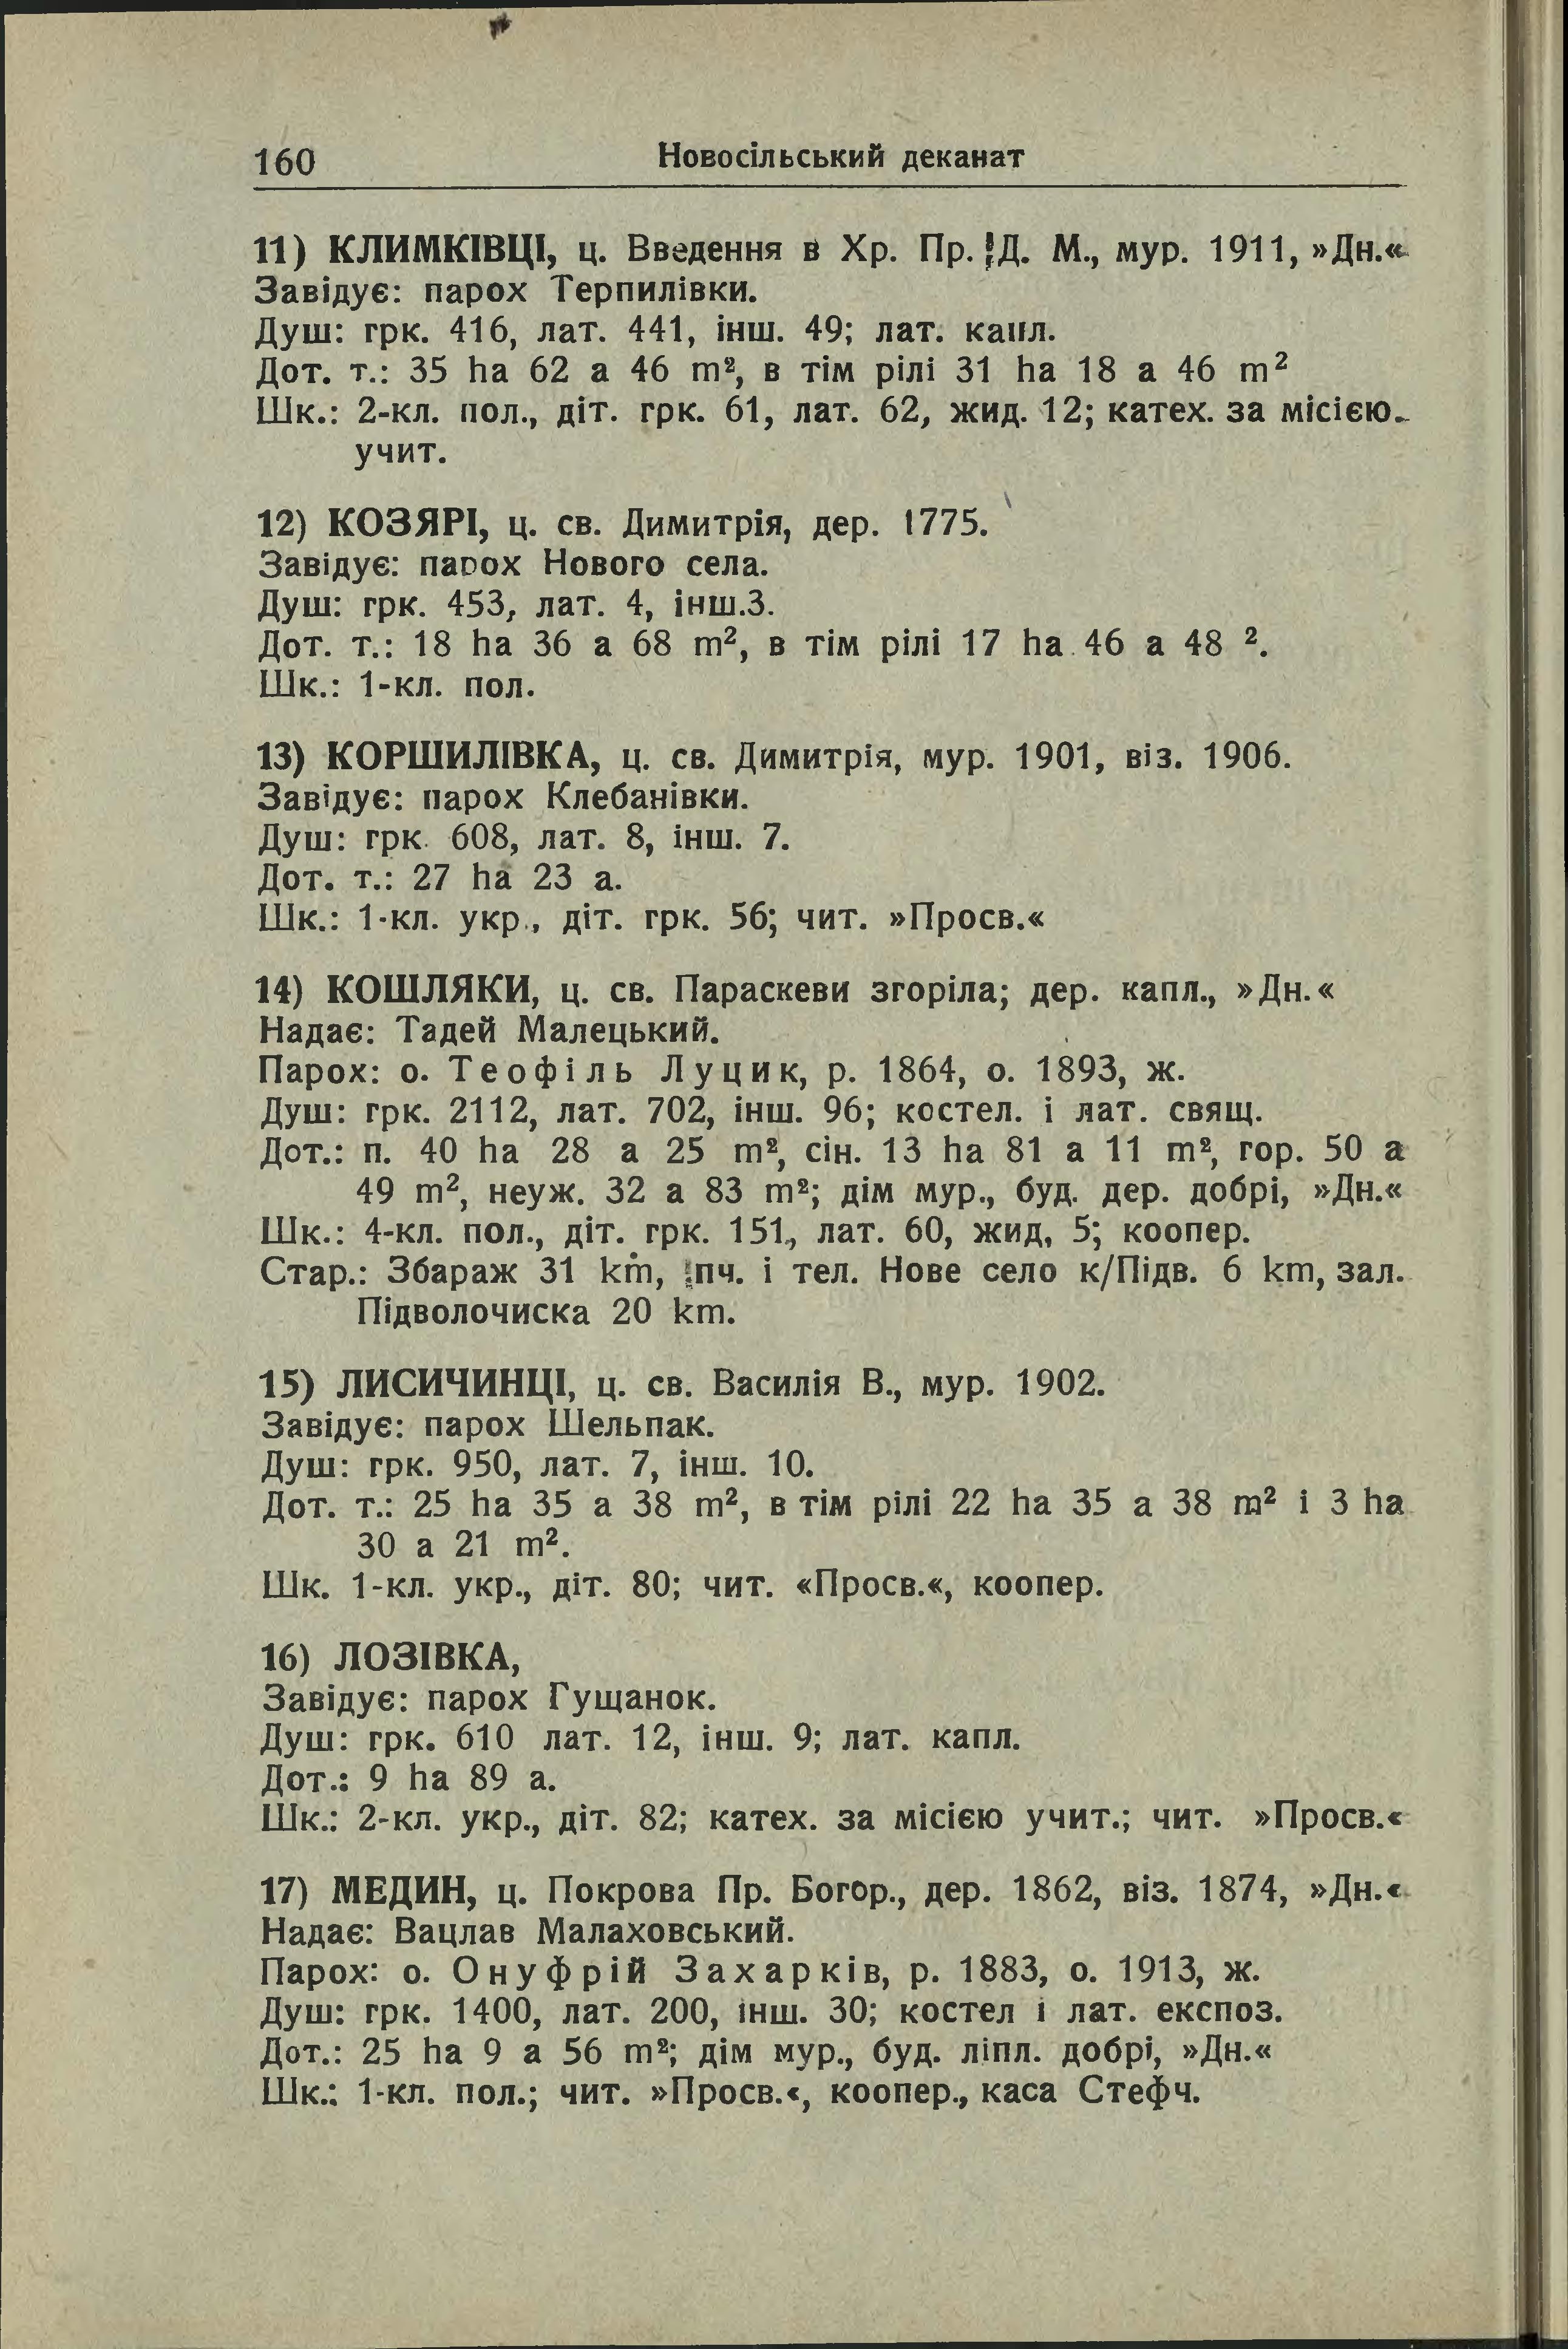 160 Новосільський деканат
11) КЛИМКІВЦІ, ц. Введення в Хр. Пр. Д. М., мур. 1911, »Дн.«
Завідує: парох Терпилівки.
Душ: грк. 416, лат. 441, інш. 49; лат. капл.
Дот. т.: 35 ha 62 a 46 m², в тім рілі 31 ha 18 a 46 m²
Шк.: 2-кл. пол., діт. грк. 61, лат. 62, жид. 12; катех. за місією
учит.
12) КОЗЯРІ, ц. св. Димитрія, дер. 1775.
Завідує: парох Нового села.
Душ: грк. 453, лат. 4, інш.3.
Дот. т.: 18 ha 36 a 68 m², в тім рілі 17 ha 46 a 48 ².
Шк.: 1-кл. пол.
13) КОРШИЛІВКА, ц. св. Димитрія, мур. 1901, віз. 1906.
Завідує: парох Клебанівки.
Душ: грк. 608, лат. 8, інш. 7.
Дот. т.: 27 ha 23 a.
Шк.: 1-кл. укр., діт. грк. 56; чит. »Просв.«
14) КОШЛЯКИ, ц. св. Параскеви згоріла; дер. капл., »Дн.«
Надає: Тадей Малецький.
Парох: о. Теофіль Луцик, р. 1864, о. 1893, ж.
Душ: грк. 2112, лат. 702, інш. 96; костел. і лат. свящ.
Дот.: п. 40 ha 28 a 25 m², сін. 13 ha 81 a 11 m², гор. 50 a
49 m², неуж. 32 a 83 m²; дім мур., буд. дер. добрі, »Дн.«
Шк.: 4-кл. пол., діт. грк. 151, лат. 60, жид, 5; коопер.
Стар.: Збараж 31 km, пч. і тел. Нове село к/Підв. 6 km, зал.
Підволочиска 20 km.
15) ЛИСИЧИНЦІ, ц. св. Василія В., мур. 1902.
Завідує: парох Шельпак.
Душ: грк. 950, лат. 7, інш. 10.
Дот. т.: 25 ha 35 a 38 m², в тім рілі 22 ha 35 a 38 m² і 3 ha
30 a 21 m².
Шк. 1-кл. укр., діт. 80; чит. «Просв.«, коопер.
16) ЛОЗІВКА,
Завідує: парох Гущанок.
Душ: грк. 610 лат. 12, інш. 9; лат. капл.
Дот.: 9 ha 89 a.
Шк.: 2-кл. укр., діт. 82; катех. за місією учит.; чит. »Просв.«
17) МЕДИН, ц. Покрова Пр. Богор., дер. 1862, віз. 1874, »Дн.«
Надає: Вацлав Малаховський.
Парох: о. Онуфрій Захарків, р. 1883, о. 1913, ж.
Душ: грк. 1400, лат. 200, інш. 30; костел і лат. експоз.
Дот.: 25 ha 9 a 56 m²; дім мур., буд. ліпл. добрі, »Дн.«
Шк.: 1-кл. пол.; чит. »Просв.«, коопер., каса Стефч.